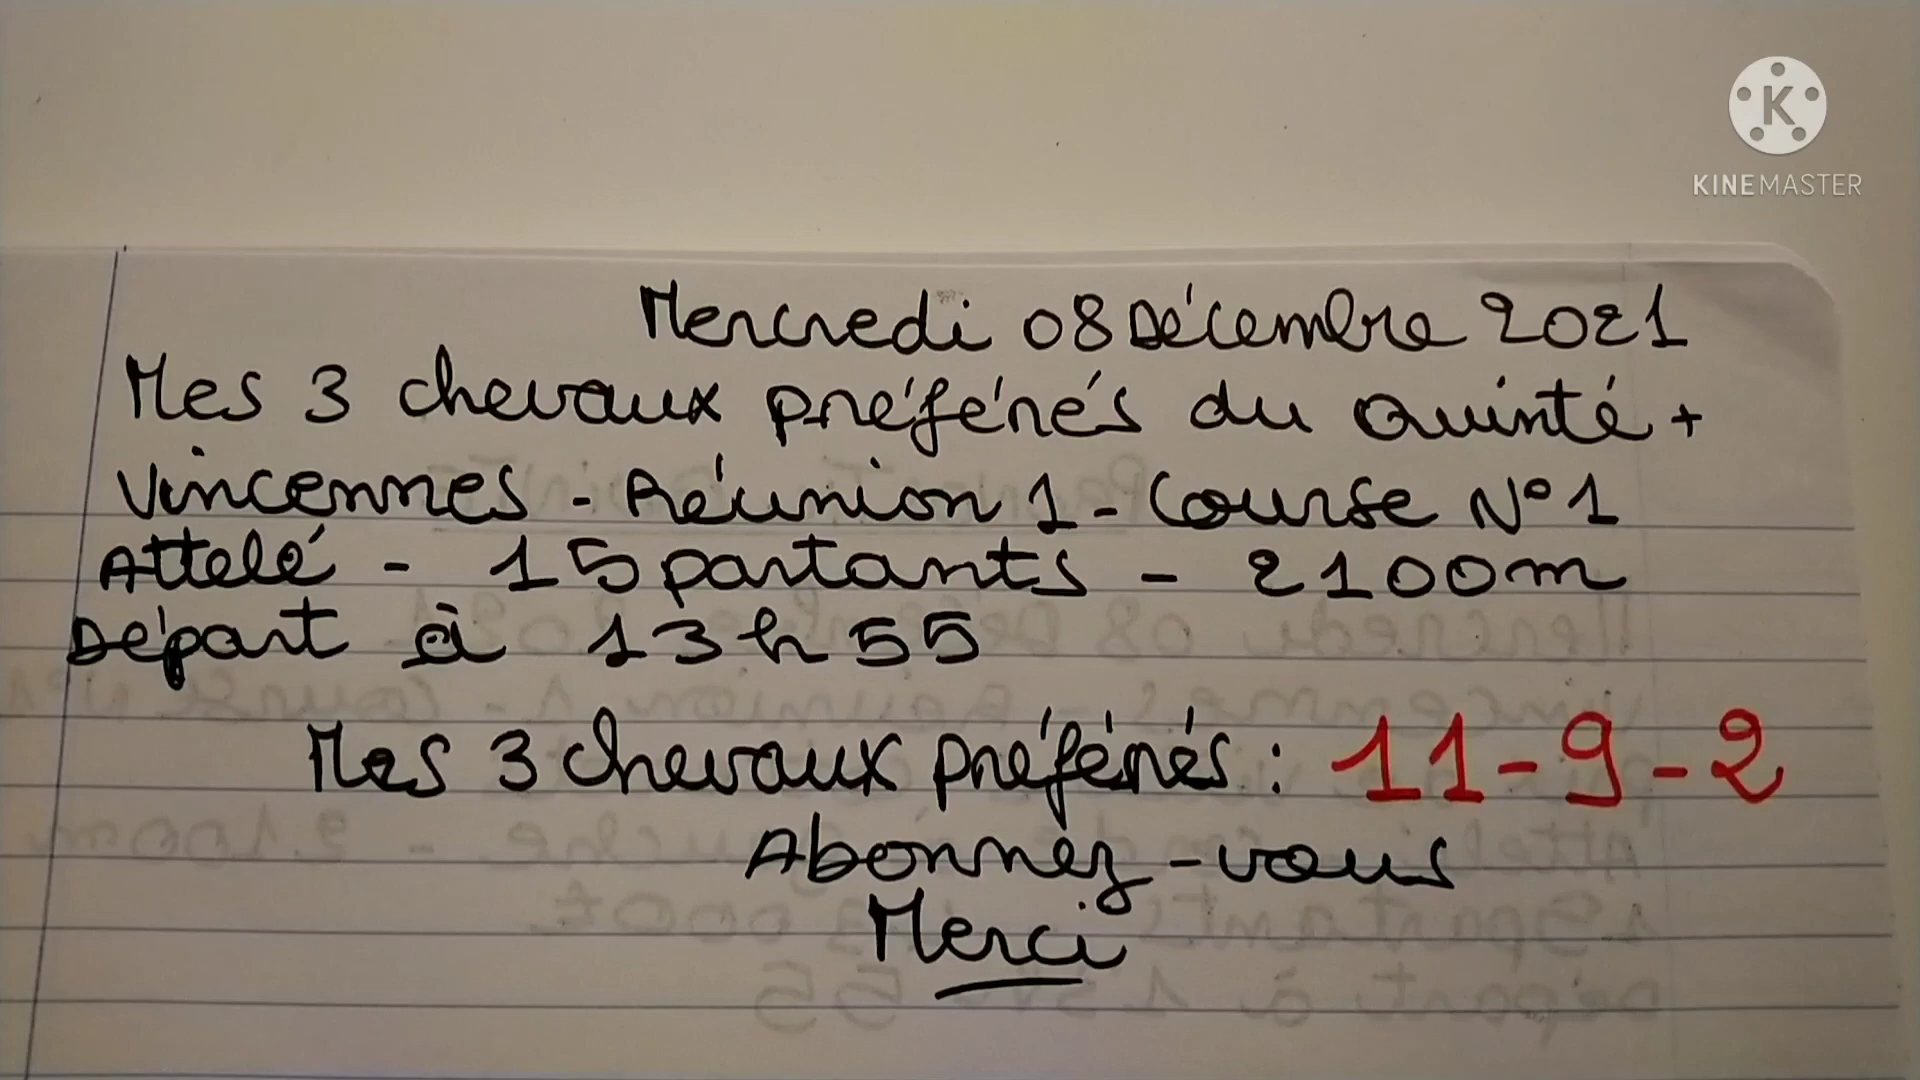 K
KINEMASTER
Mercredi 08 Décembre 2021
Mes 3 chevaux préférés du Quinté +
Vincennes - Réunion 1 - Course N° 1
Attelé - 15 partants - 2100m
Départ à 13h55
Mes 3 chevaux préférés : 11-9-2
Abonnez-vous
Merci